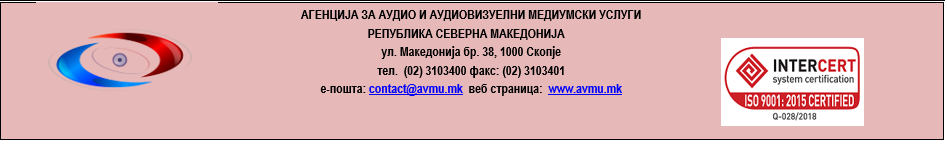 АГЕНЦИЈА ЗА АУДИО И АУДИОВИЗУЕЛНИ МЕДИУМСКИ УСЛУГИ
РЕПУБЛИКА СЕВЕРНА МАКЕДОНИЈА
ул. Македонија бр. 38, 1000 Скопје
тел. (02) 3103400 факс: (02) 3103401
е-пошта: contact@avmu.mk веб страница: www.avmu.mk
INTERCERT
system certification
ISO 9001: 2015 CERTIFIED
Q-028/2018